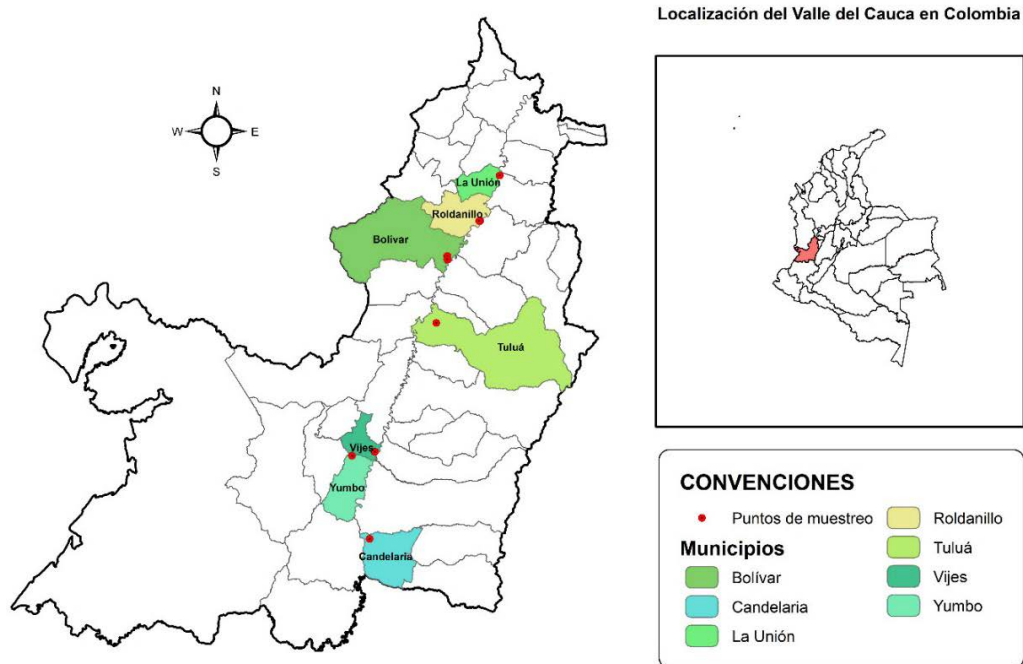 Localización del Valle del Cauca en Colombia
N
W
E
S
La Unión
Roldanillo
Bolívar
Tuluá
Vijes
Yumbo
Candelaria
CONVENCIONES
Puntos de muestreo
Municipios
Bolívar
Candelaria
La Unión
Roldanillo
Tuluá
Vijes
Yumbo